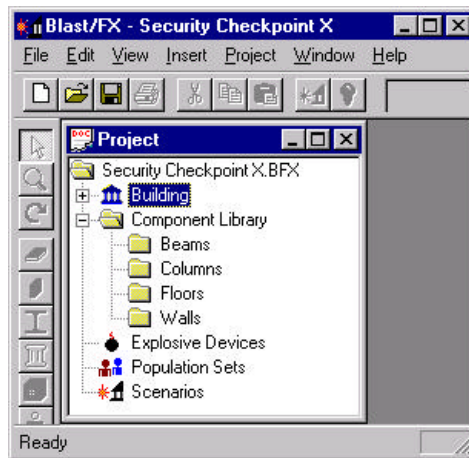 Blast/FX - Security Checkpoint X
File Edit View Insert Project Window Help
DOC Project
Security Checkpoint X.BFX
Building
Component Library
Beams
Columns
Floors
Walls
Explosive Devices
Population Sets
Scenarios
Ready